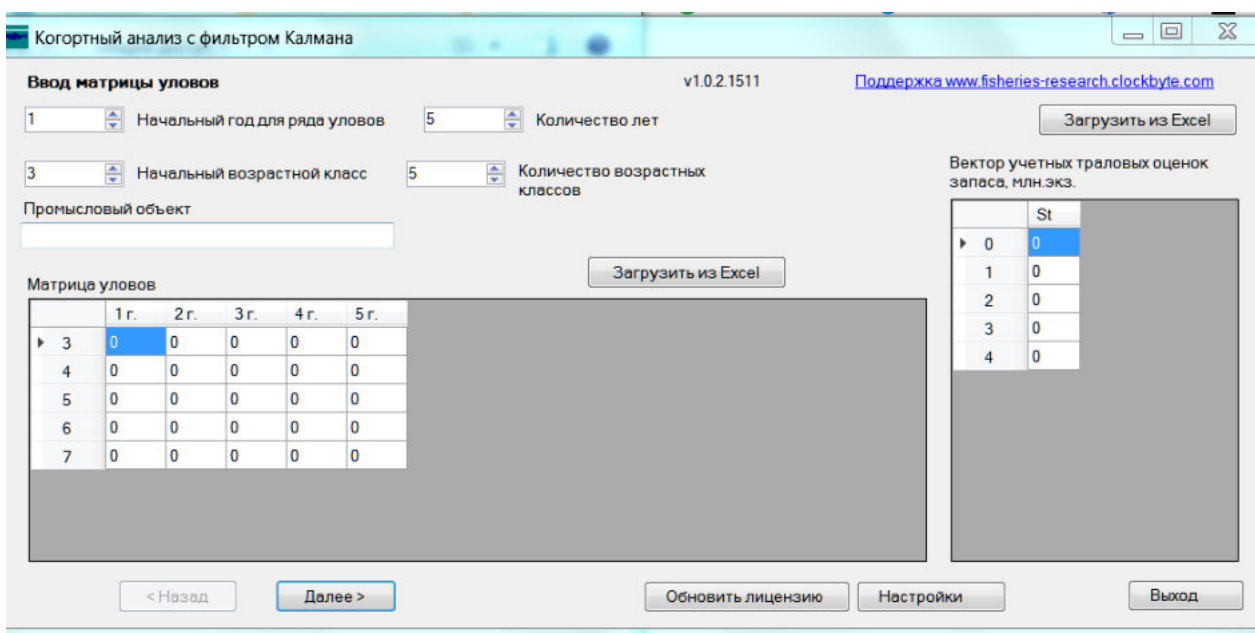 Когортный анализ с фильтром Калмана
Ввод матрицы уловов
v1.0.2.1511
Поддержка www.fisheries-research.clockbyte.com
1 Начальный год для ряда уловов
5 Количество лет
Загрузить из Excel
3 Начальный возрастной класс
5 Количество возрастных
классов
Вектор учетных траловых оценок
запаса, млн.экз.
Промысловый объект
St
0 0
1 0
2 0
3 0
4 0
Загрузить из Excel
Матрица уловов
1 г. 2 г. 3 г. 4 г. 5 г.
3 0 0 0 0 0
4 0 0 0 0 0
5 0 0 0 0 0
6 0 0 0 0 0
7 0 0 0 0 0
< Назад
Далее >
Обновить лицензию
Настройки
Выход